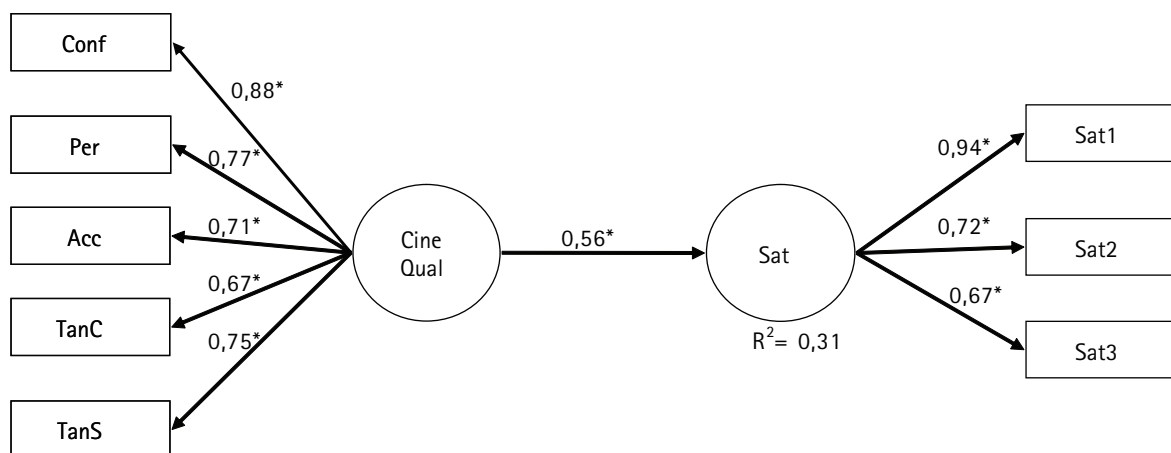 Conf
0,88*
Per
0,77*
Acc
0,71*
TanC
0,67*
TanS
0,75*
Cine
Qual
0,56*
Sat
R²= 0,31
0,94*
Sat1
0,72*
Sat2
0,67*
Sat3